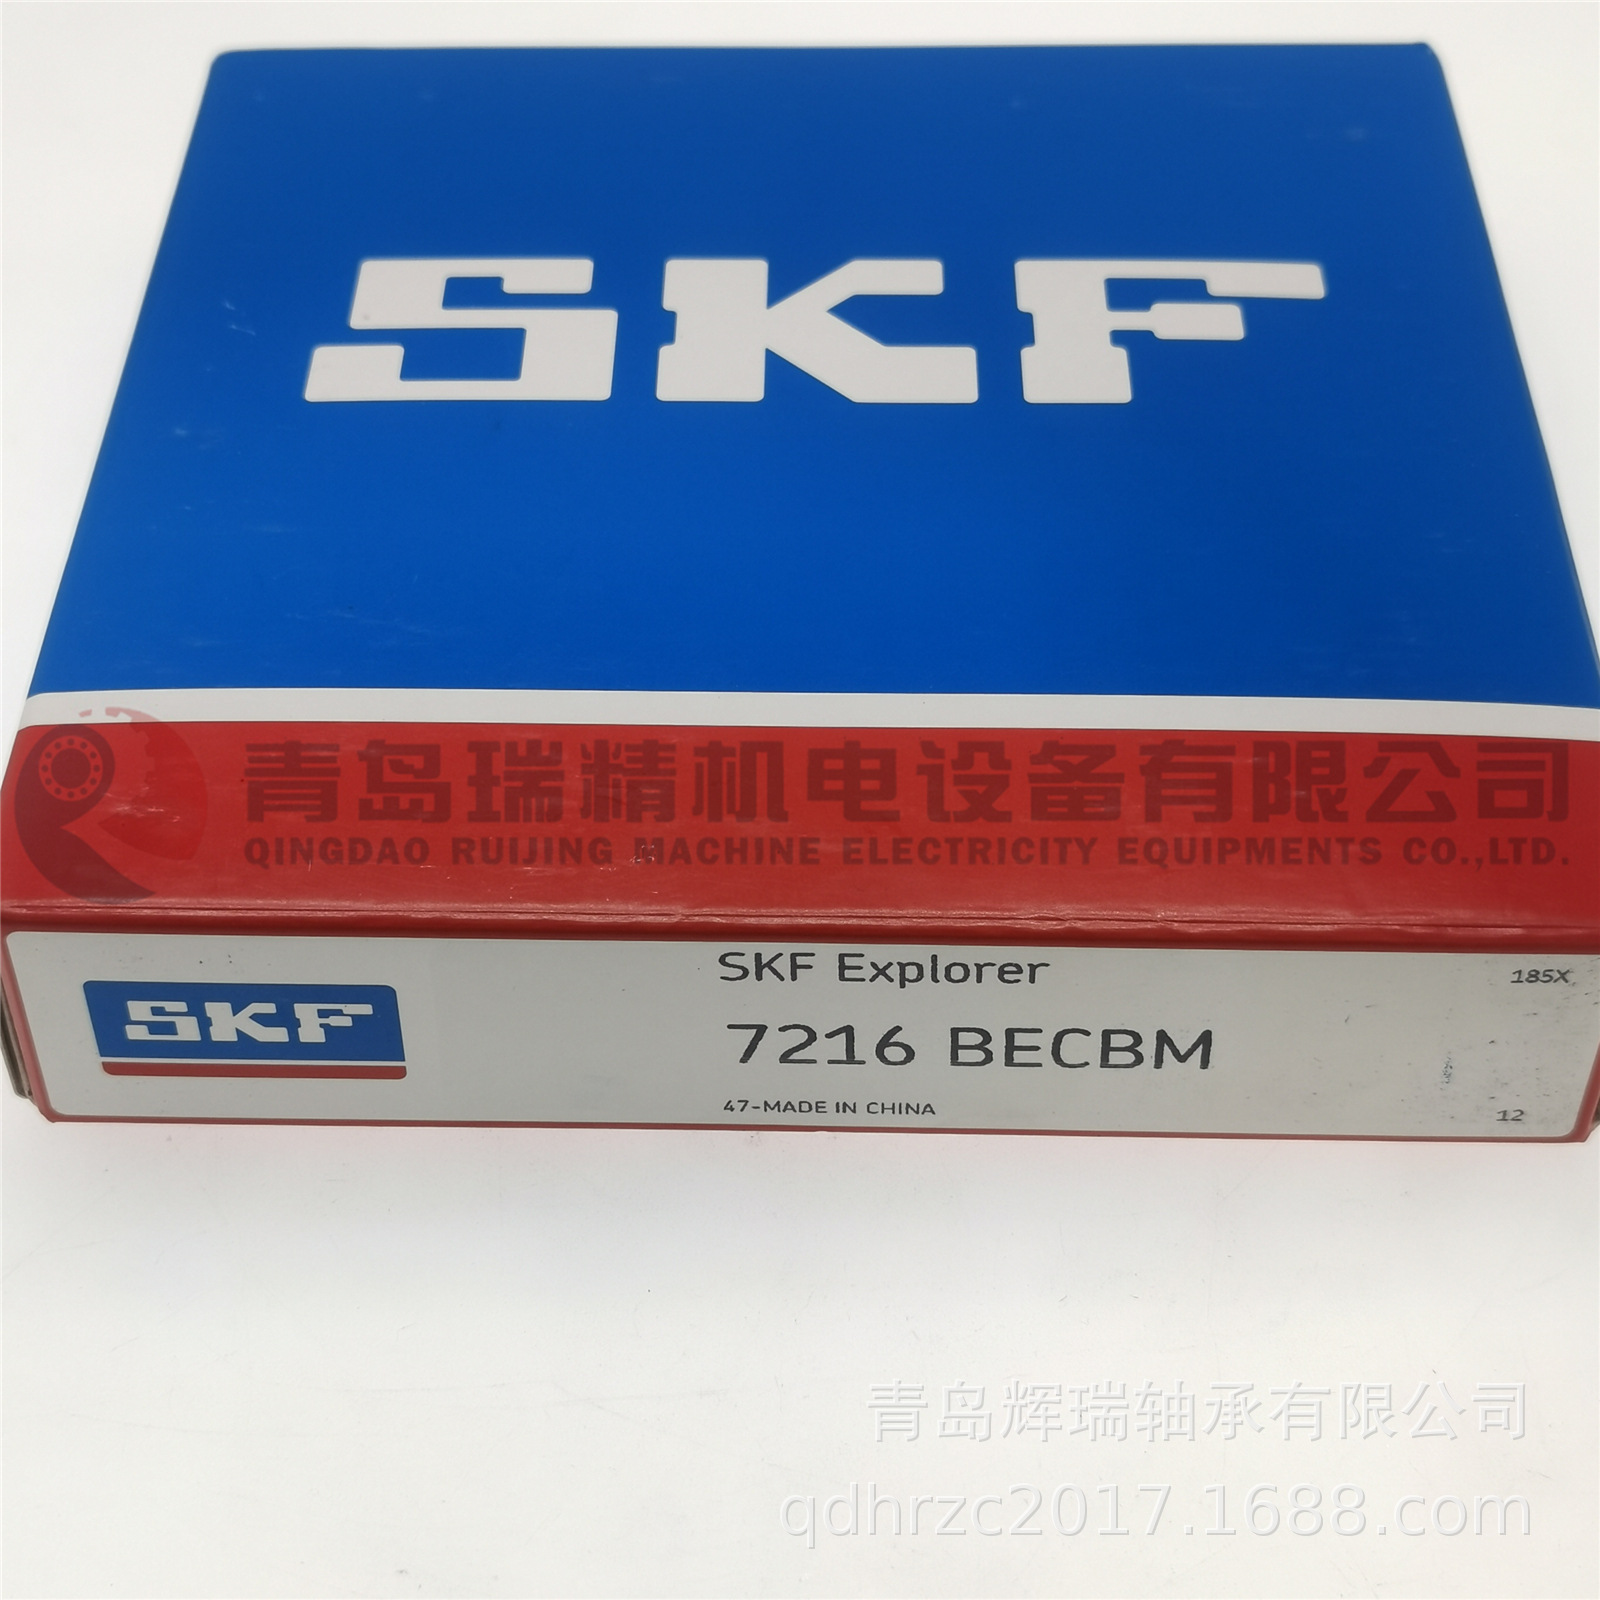 SKF
青岛瑞精机电设备有限公司
QINGDAO RUIJING MACHINE ELECTRICITY EQUIPMENTS CO.,LTD.
SKF
SKF Explorer
185X
7216 BECBM
47-MADE IN CHINA
12
青岛辉瑞轴承有限公司
qdhrzc2017.1688.com